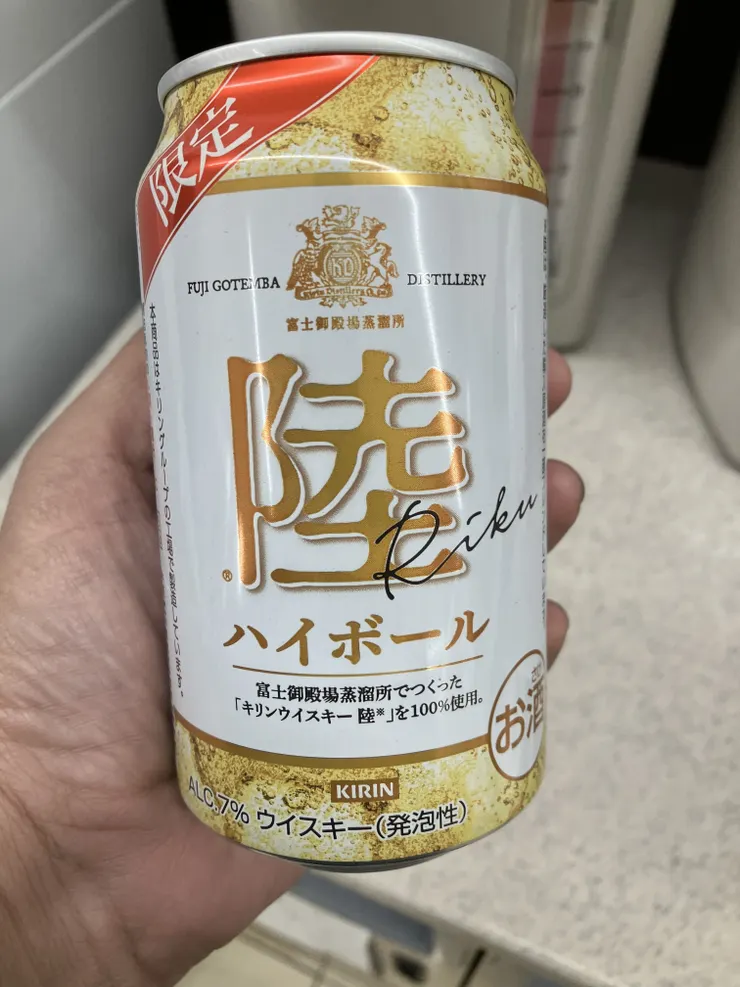 限定
FUJI GOTEMBA DISTILLERY
富士御殿場蒸溜所
陸
Riku
®
ハイボール
富士御殿場蒸溜所でつくった
「キリンウイスキー 陸※」を100%使用。
お酒
KIRIN
ALC.7% ウイスキー(発泡性)